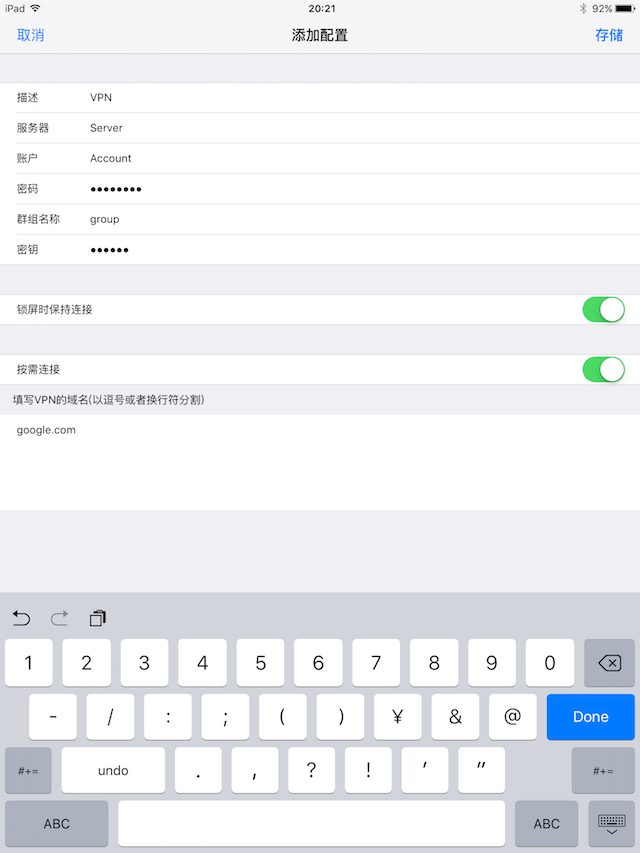 iPad 20:21 92%
取消 添加配置 存储
描述 VPN
服务器 Server
账户 Account
密码 ••••••••
群组名称 group
密钥 ••••••
锁屏时保持连接
按需连接
填写VPN的域名(以逗号或者换行符分割)
google.com
1 2 3 4 5 6 7 8 9 0
- / : ; ( ) ¥ & @ Done
#+= undo . , ? ! ' " #+=
ABC ABC